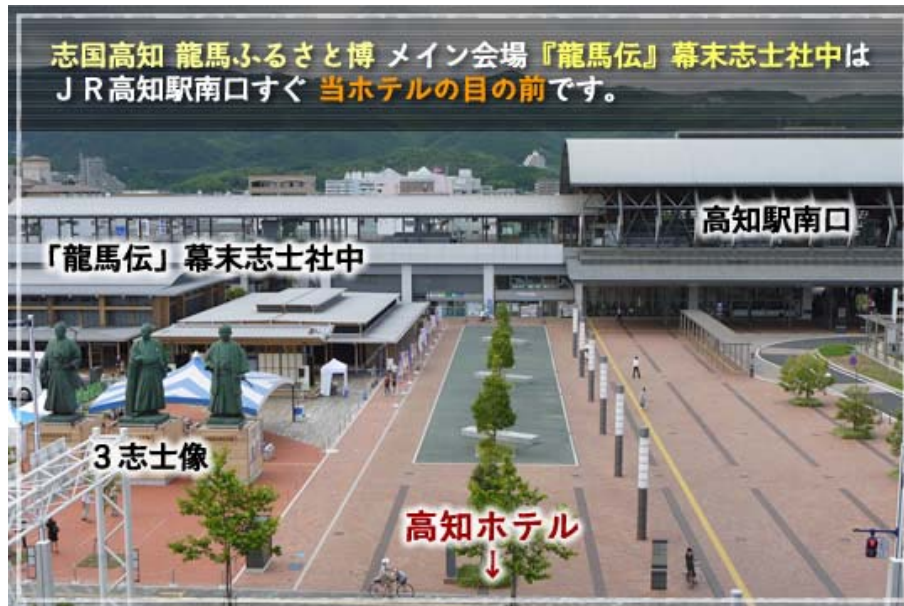 志国高知 龍馬ふるさと博 メイン会場『龍馬伝』幕末志士社中は
ＪＲ高知駅南口すぐ 当ホテルの目の前です。
高知駅南口
「龍馬伝」幕末志士社中
３志士像
高知ホテル
↓